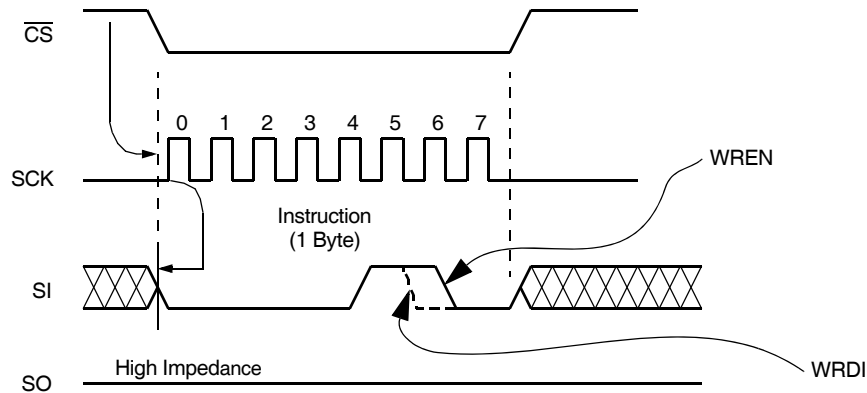 CS
0 1 2 3 4 5 6 7
WREN
SCK
Instruction
(1 Byte)
SI
High Impedance
WRDI
SO